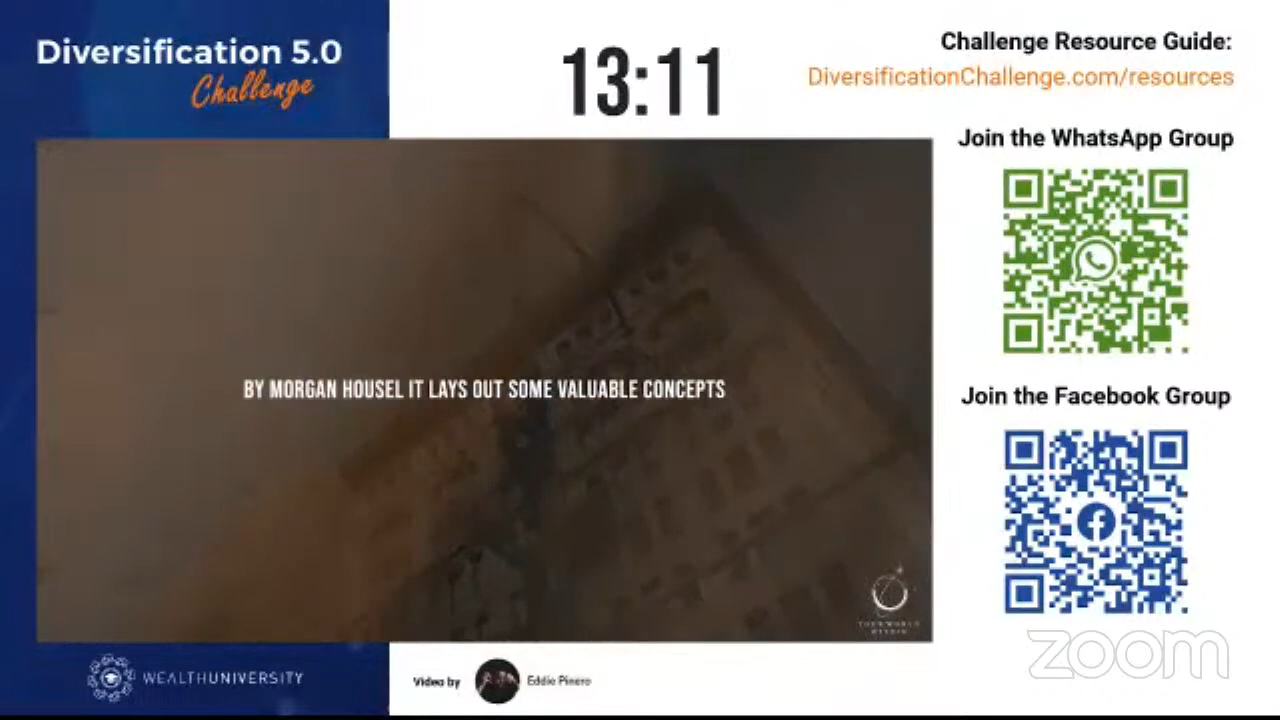 Diversification 5.0
Challenge
13:11
Challenge Resource Guide:
DiversificationChallenge.com/resources
Join the WhatsApp Group
BY MORGAN HOUSEL IT LAYS OUT SOME VALUABLE CONCEPTS
Join the Facebook Group
WEALTHUNIVERSITY
Video by
Eddie Pinero
zoom